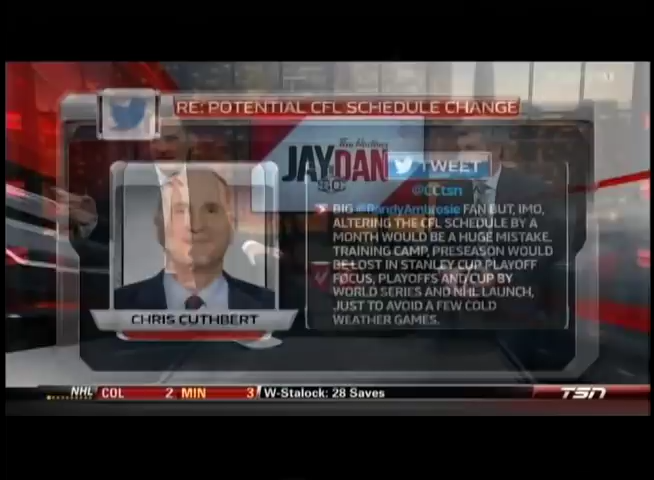 RE: POTENTIAL CFL SCHEDULE CHANGE
JAY DAN
TWEET
@CCtsn
BIG @RandyAmbrosie FAN BUT, IMO,
ALTERING THE CFL SCHEDULE BY A
MONTH WOULD BE A HUGE MISTAKE.
TRAINING CAMP, PRESEASON WOULD
BE LOST IN STANLEY CUP PLAYOFF
FOCUS, PLAYOFFS AND CUP BY
WORLD SERIES AND NHL LAUNCH,
JUST TO AVOID A FEW COLD
WEATHER GAMES.
CHRIS CUTHBERT
NHL COL 2 MIN 3 W-Stalock: 28 Saves TSN